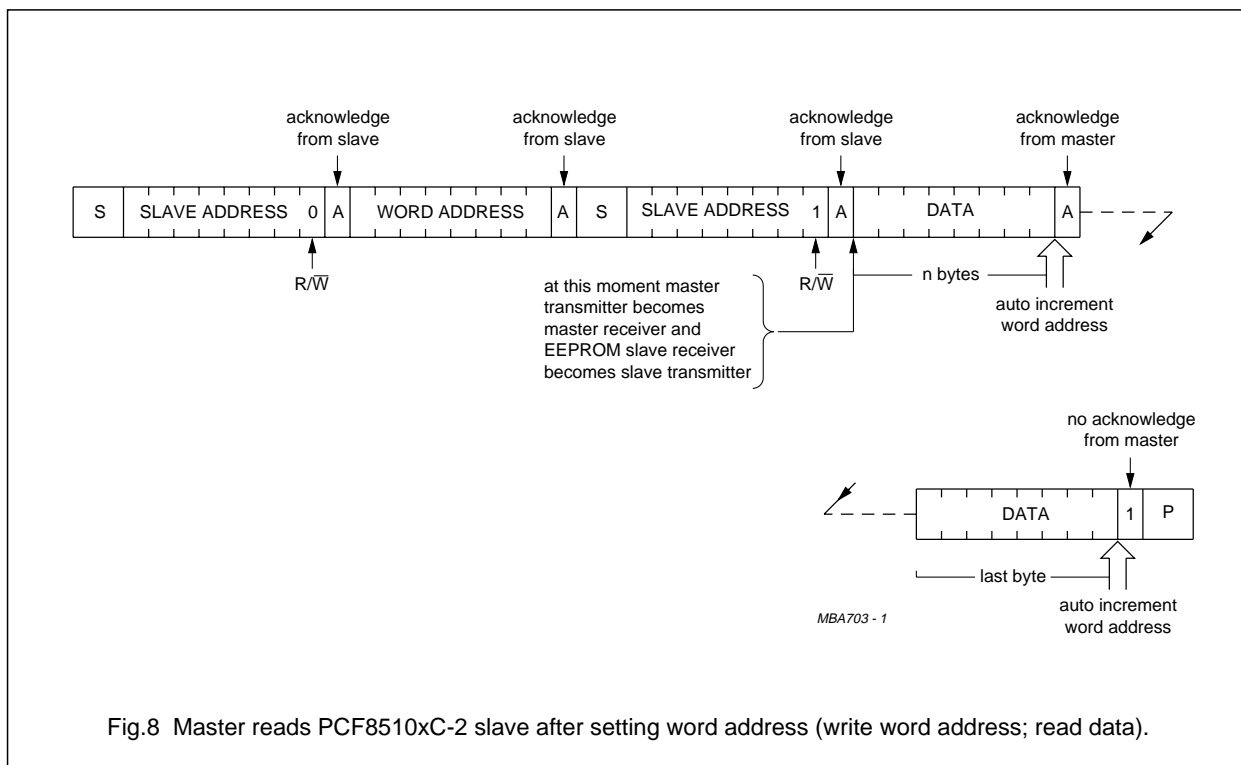 acknowledge
from slave
acknowledge
from slave
acknowledge
from slave
acknowledge
from master
S SLAVE ADDRESS 0 A WORD ADDRESS A S SLAVE ADDRESS 1 A DATA A
R/W̅
R/W̅
at this moment master
transmitter becomes
master receiver and
EEPROM slave receiver
becomes slave transmitter
n bytes
auto increment
word address
no acknowledge
from master
DATA 1 P
last byte
auto increment
word address
MBA703 - 1
Fig.8 Master reads PCF8510xC-2 slave after setting word address (write word address; read data).